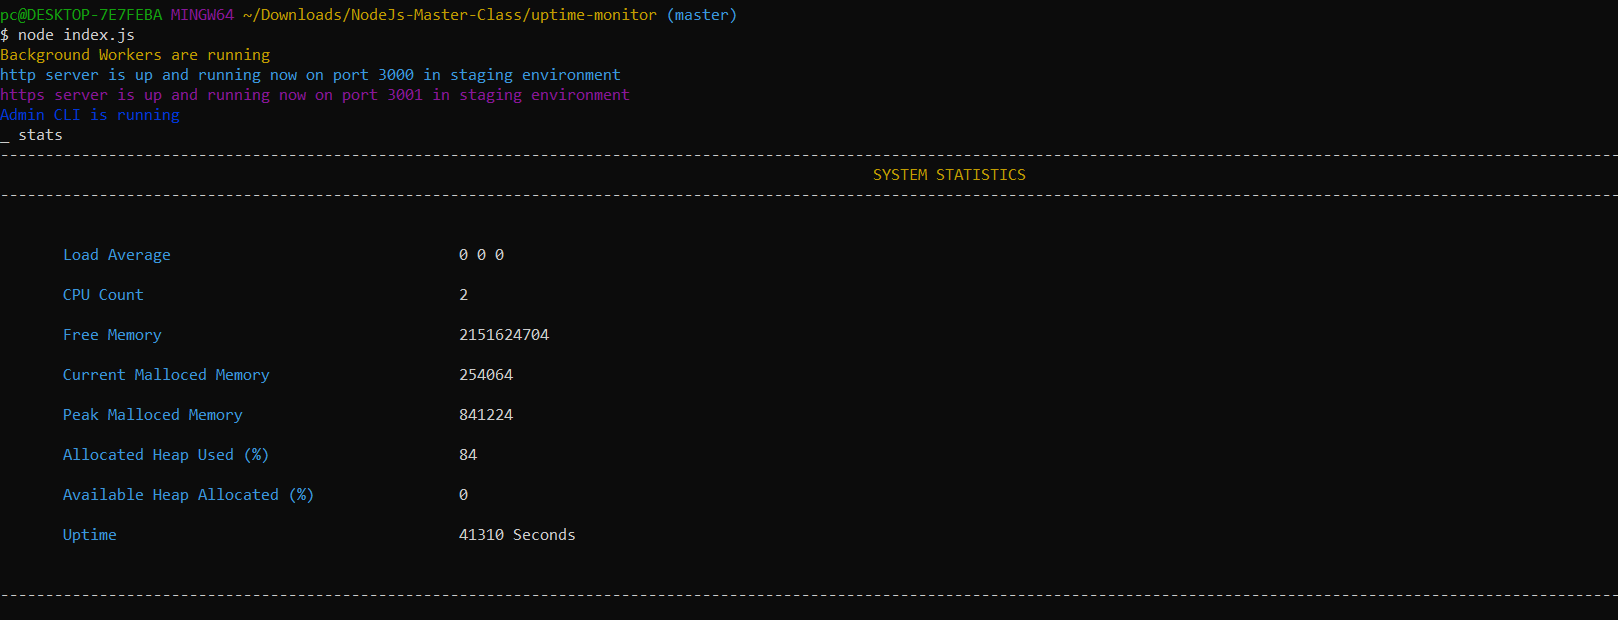 pc@DESKTOP-7E7FEBA MINGW64 ~/Downloads/NodeJs-Master-Class/uptime-monitor (master)
$ node index.js
Background Workers are running
http server is up and running now on port 3000 in staging environment
https server is up and running now on port 3001 in staging environment
Admin CLI is running
_ stats
SYSTEM STATISTICS
Load Average 0 0 0
CPU Count 2
Free Memory 2151624704
Current Malloced Memory 254064
Peak Malloced Memory 841224
Allocated Heap Used (%) 84
Available Heap Allocated (%) 0
Uptime 41310 Seconds